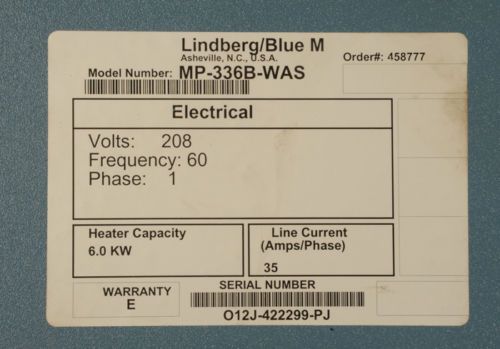 Lindberg/Blue M
Asheville, N.C., U.S.A.
Order#: 458777
Model Number: MP-336B-WAS
Electrical
Volts: 208
Frequency: 60
Phase: 1
Heater Capacity
6.0 KW
Line Current
(Amps/Phase)
35
WARRANTY
E
SERIAL NUMBER
O12J-422299-PJ